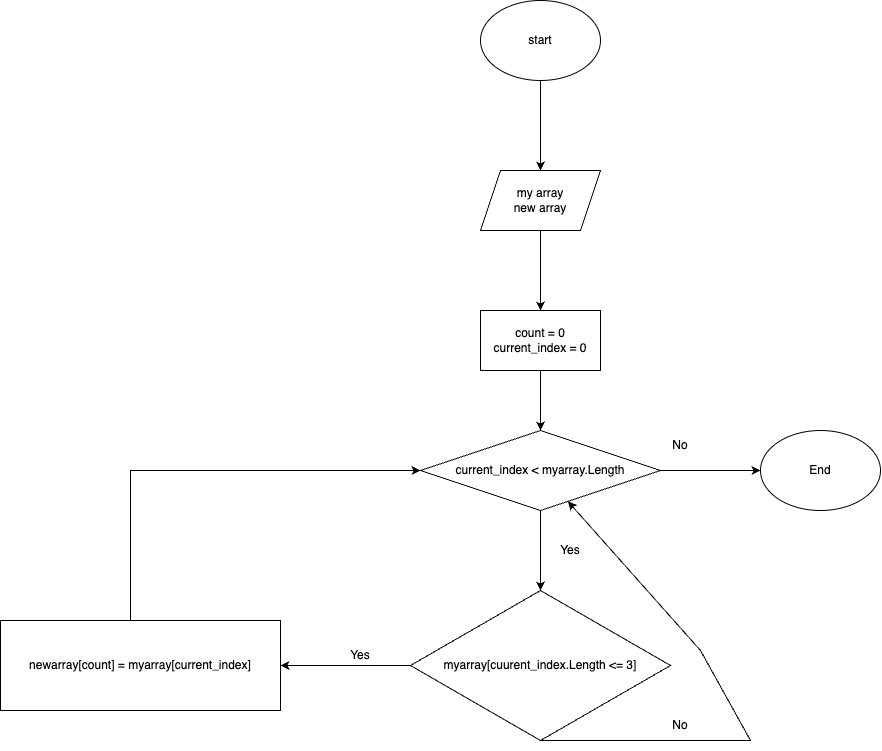 start
my array
new array
count = 0
current_index = 0
No
current_index < myarray.Length
End
Yes
Yes
newarray[count] = myarray[current_index]
myarray[cuurent_index.Length <= 3]
No